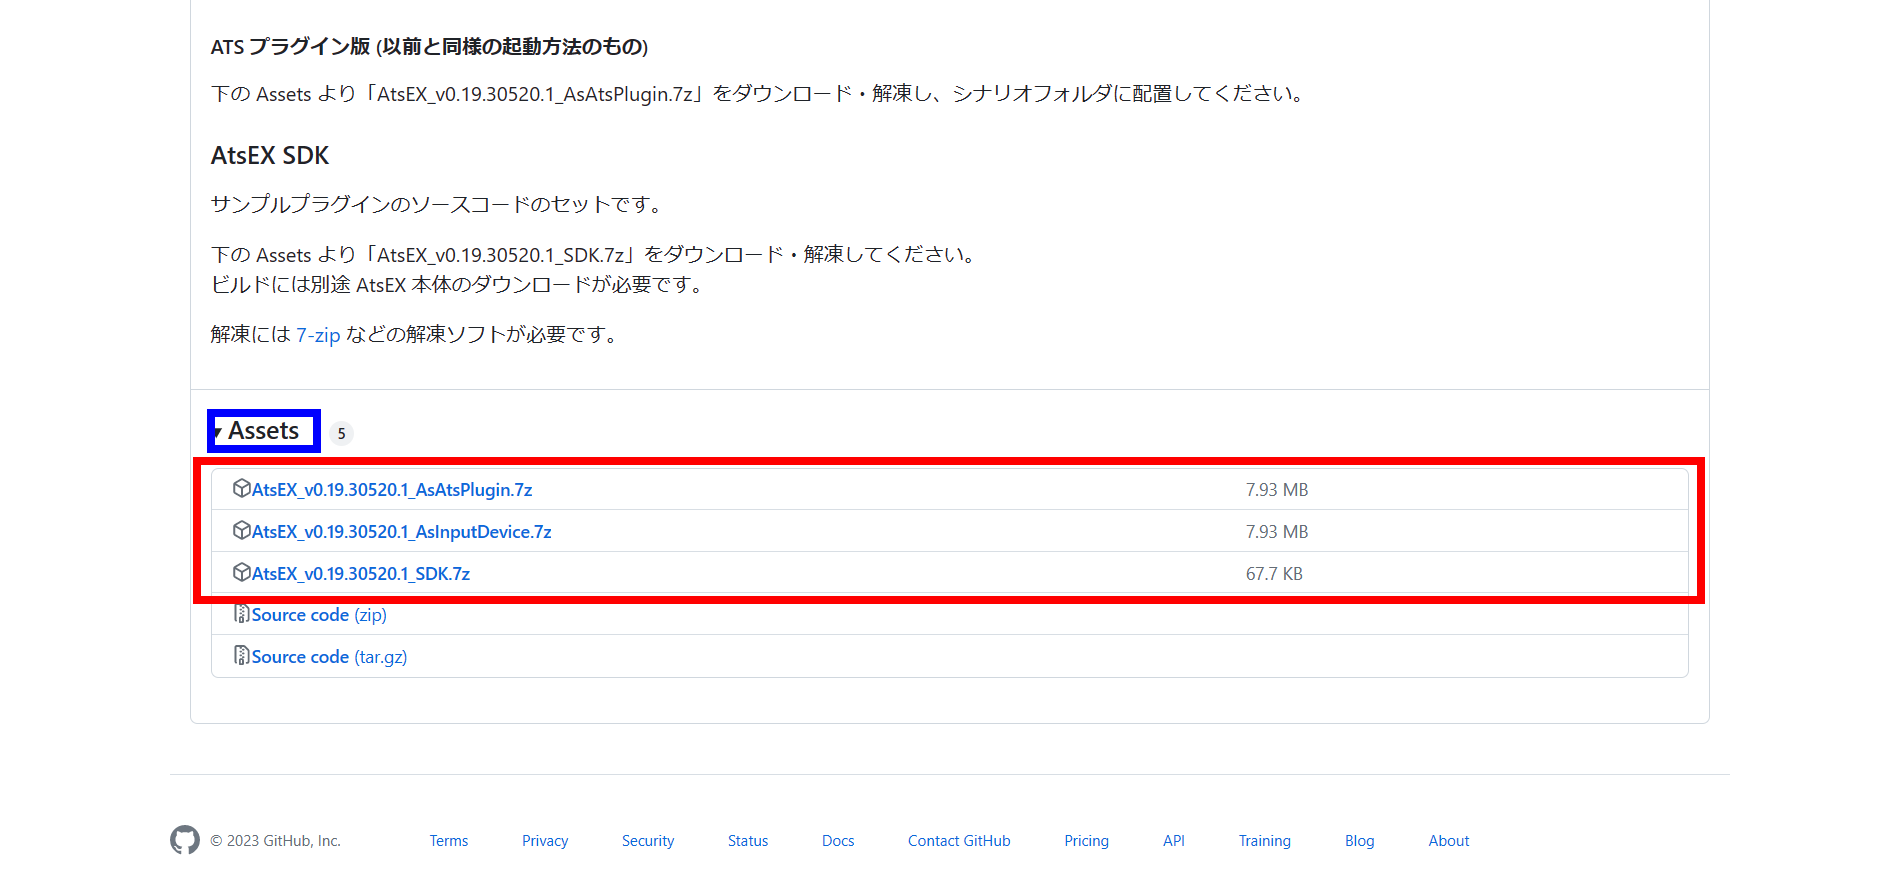 ATS プラグイン版 (以前と同様の起動方法のもの)
下の Assets より「AtsEX_v0.19.30520.1_AsAtsPlugin.7z」をダウンロード・解凍し、シナリオフォルダに配置してください。
AtsEX SDK
サンプルプラグインのソースコードのセットです。
下の Assets より「AtsEX_v0.19.30520.1_SDK.7z」をダウンロード・解凍してください。
ビルドには別途 AtsEX 本体のダウンロードが必要です。
解凍には 7-zip などの解凍ソフトが必要です。
Assets 5
AtsEX_v0.19.30520.1_AsAtsPlugin.7z 7.93 MB
AtsEX_v0.19.30520.1_AsInputDevice.7z 7.93 MB
AtsEX_v0.19.30520.1_SDK.7z 67.7 KB
Source code (zip)
Source code (tar.gz)
© 2023 GitHub, Inc. Terms Privacy Security Status Docs Contact GitHub Pricing API Training Blog About